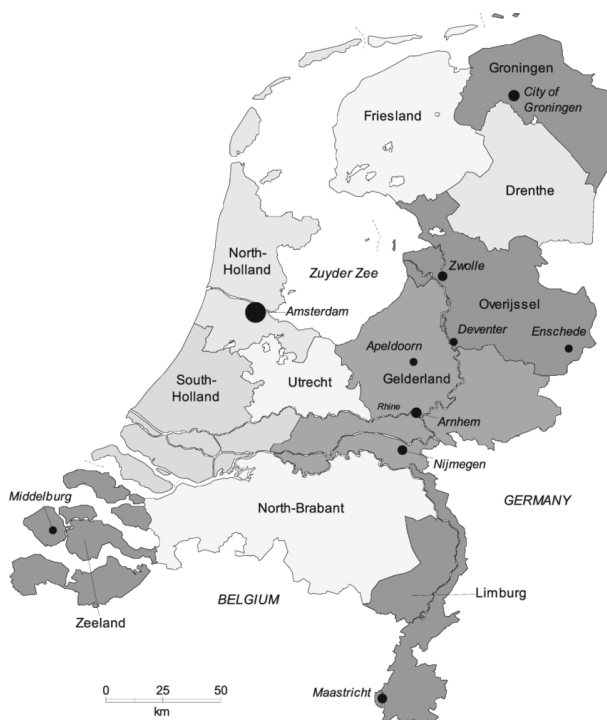 Groningen
City of
Groningen
Friesland
Drenthe
North-
Holland
Zuyder Zee
Zwolle
Amsterdam
Overijssel
Deventer
Enschede
Apeldoorn
South-
Holland
Utrecht
Gelderland
Rhine
Arnhem
Nijmegen
Middelburg
North-Brabant
GERMANY
Zeeland
BELGIUM
Limburg
Maastricht
0 25 50
km